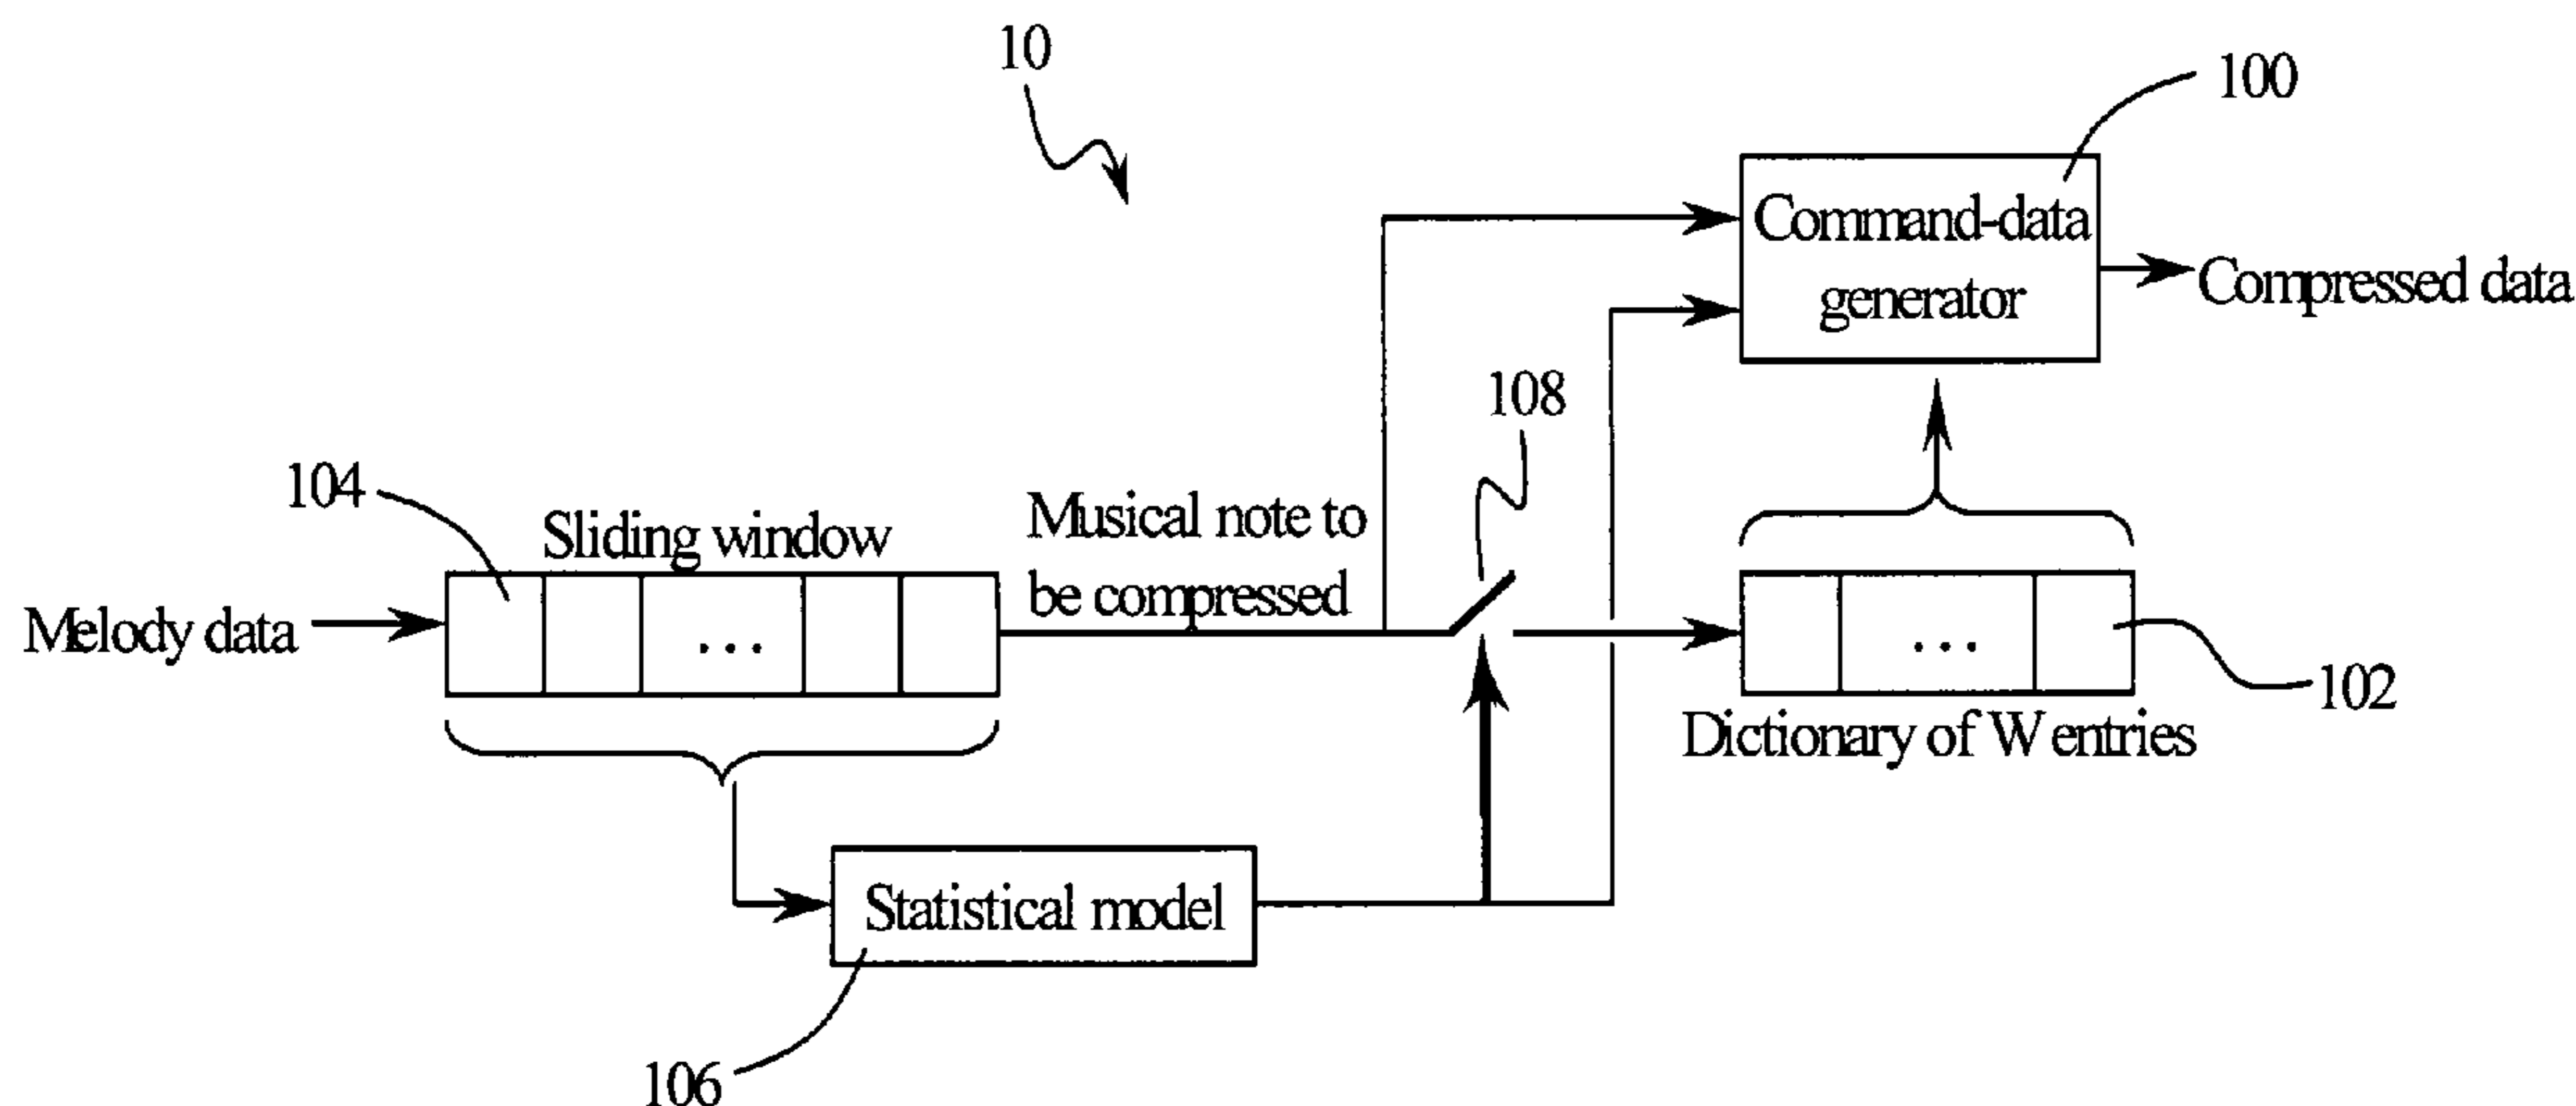 10
100
Command-data
generator
Compressed data
108
104
Sliding window
Musical note to
be compressed
Melody data
...
...
102
Dictionary of W entries
Statistical model
106